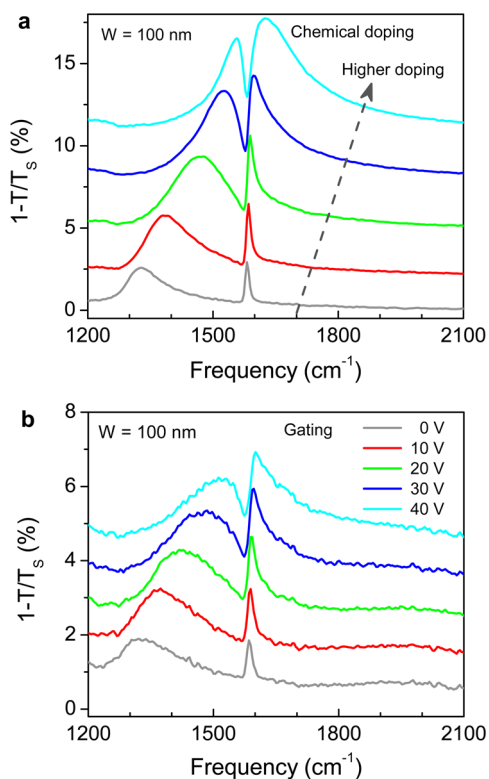 a
W = 100 nm
Chemical doping
Higher doping
15
10
5
0
1-T/T_S (%)
1200 1500 1800 2100
Frequency (cm⁻¹)
b
W = 100 nm
Gating
0 V
10 V
20 V
30 V
40 V
8
6
4
2
0
1-T/T_S (%)
1200 1500 1800 2100
Frequency (cm⁻¹)